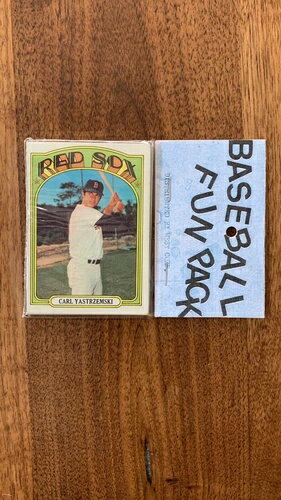 RED SOX
B
CARL YASTRZEMSKI
BASEBALL
FUN PACK